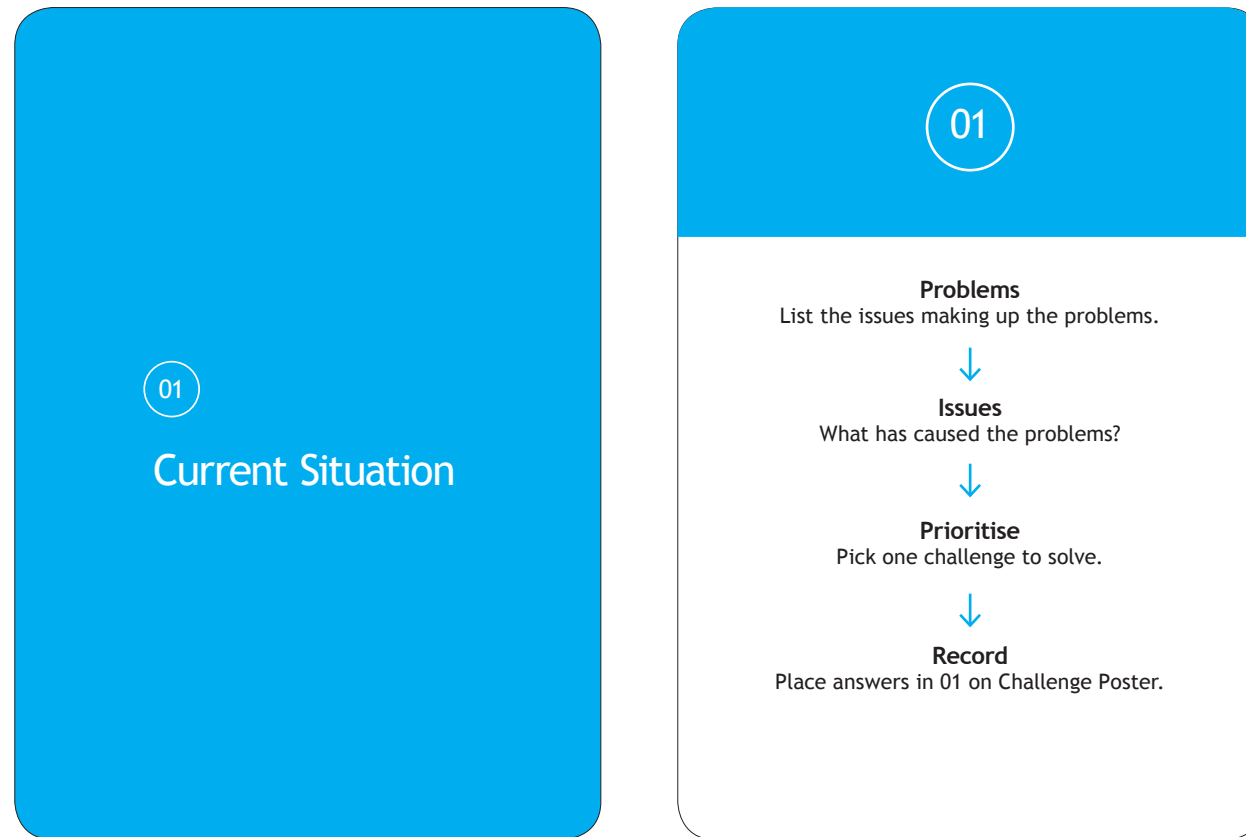 01
Current Situation
01
Problems
List the issues making up the problems.
Issues
What has caused the problems?
Prioritise
Pick one challenge to solve.
Record
Place answers in 01 on Challenge Poster.